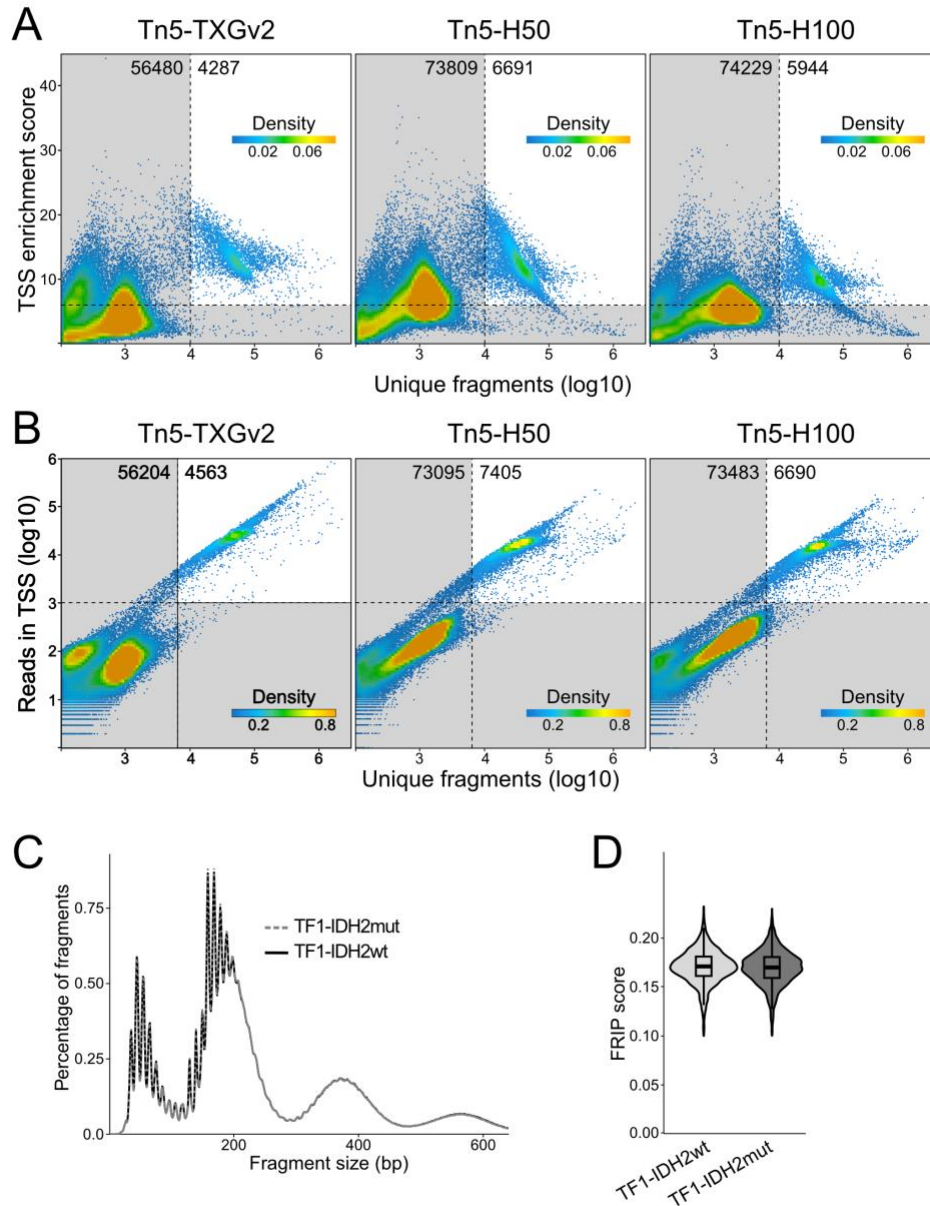 A
Tn5-TXGv2 Tn5-H50 Tn5-H100
56480 4287 73809 6691 74229 5944
40
30
20
10
TSS enrichment score
Density Density Density
0.02 0.06 0.02 0.06 0.02 0.06
3 4 5 6 3 4 5 6 3 4 5 6
Unique fragments (log10)
B
Tn5-TXGv2 Tn5-H50 Tn5-H100
6
5
4
3
2
1
Reads in TSS (log10)
56204 4563 73095 7405 73483 6690
Density Density Density
0.2 0.8 0.2 0.8 0.2 0.8
3 4 5 6 3 4 5 6 3 4 5 6
Unique fragments (log10)
C
Percentage of fragments
0.75
0.50
0.25
0.0
TF1-IDH2mut
TF1-IDH2wt
200 400 600
Fragment size (bp)
D
FRIP score
0.20
0.15
0.10
0.05
0.00
TF1-IDH2wt
TF1-IDH2mut